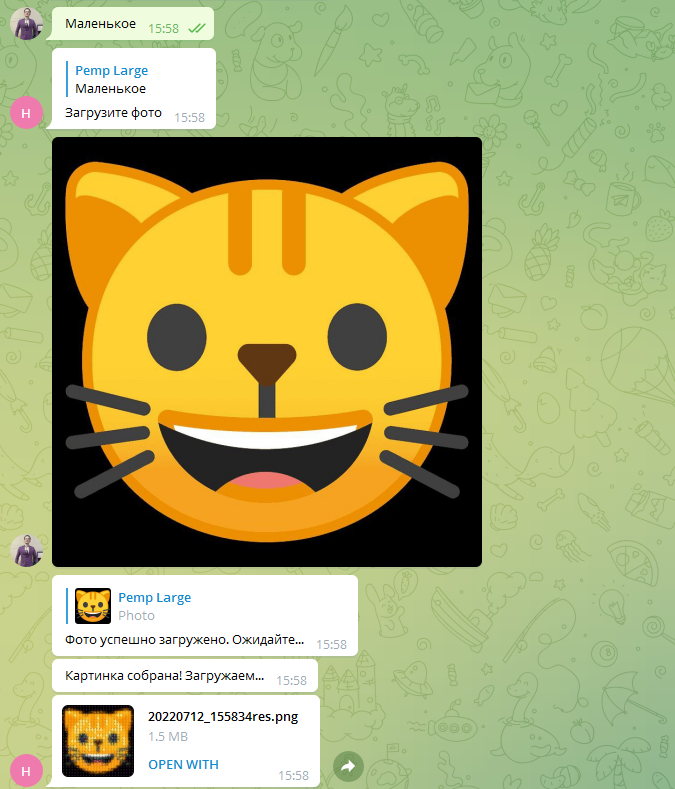 Маленькое 15:58
Pemp Large
Маленькое
Загрузите фото 15:58
Pemp Large
Photo
Фото успешно загружено. Ожидайте... 15:58
Картинка собрана! Загружаем... 15:58
20220712_155834res.png
1.5 MB
OPEN WITH
15:58
H
H